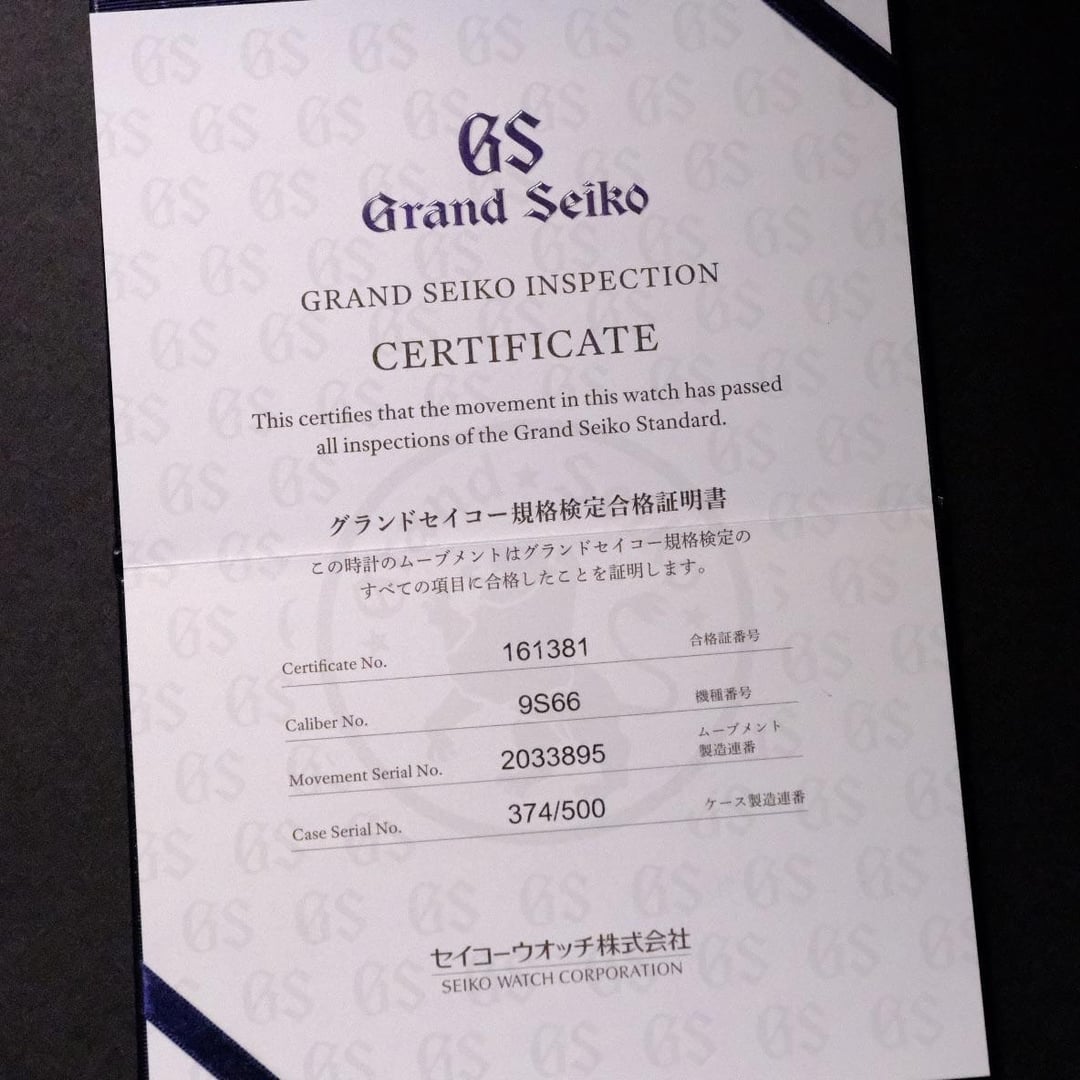 GS
Grand Seiko
GRAND SEIKO INSPECTION
CERTIFICATE
This certifies that the movement in this watch has passed
all inspections of the Grand Seiko Standard.
グランドセイコー規格検定合格証明書
この時計のムーブメントはグランドセイコー規格検定の
すべての項目に合格したことを証明します。
Certificate No. 161381 合格証番号
Caliber No. 9S66 機種番号
Movement Serial No. 2033895 ムーブメント
製造連番
Case Serial No. 374/500 ケース製造連番
セイコーウオッチ株式会社
SEIKO WATCH CORPORATION